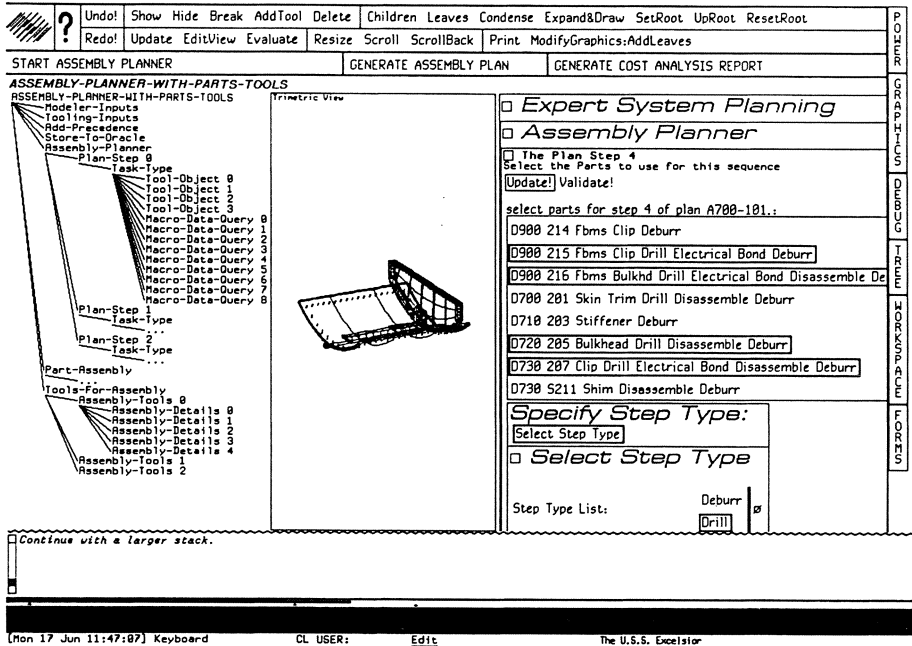 ? Undo! Show Hide Break AddTool Delete Children Leaves Condense Expand&Draw SetRoot UpRoot ResetRoot
Redo! Update EditView Evaluate Resize Scroll ScrollBack Print ModifyGraphics:AddLeaves
START ASSEMBLY PLANNER GENERATE ASSEMBLY PLAN GENERATE COST ANALYSIS REPORT
ASSEMBLY-PLANNER-WITH-PARTS-TOOLS
ASSEMBLY-PLANNER-WITH-PARTS-TOOLS
Modeler-Inputs
Tooling-Inputs
Add-Precedence
Store-To-Oracle
Assembly-Planner
Plan-Step 0
Task-Type
Tool-Object 0
Tool-Object 1
Tool-Object 2
Tool-Object 3
Macro-Data-Query 0
Macro-Data-Query 1
Macro-Data-Query 2
Macro-Data-Query 3
Macro-Data-Query 4
Macro-Data-Query 5
Macro-Data-Query 6
Macro-Data-Query 7
Macro-Data-Query 8
Plan-Step 1
Task-Type
...
Plan-Step 2
Task-Type
...
Part-Assembly
...
Tools-For-Assembly
Assembly-Tools 0
Assembly-Details 0
Assembly-Details 1
Assembly-Details 2
Assembly-Details 3
Assembly-Details 4
Assembly-Tools 1
Assembly-Tools 2
Trimetric View
Expert System Planning
Assembly Planner
The Plan Step 4
Select the Parts to use for this sequence
Update! Validate!
select parts for step 4 of plan A700-101.:
D900 214 Fbms Clip Deburr
D900 215 Fbms Clip Drill Electrical Bond Deburr
D900 216 Fbms Bulkhd Drill Electrical Bond Disassemble De
D700 201 Skin Trim Drill Disassemble Deburr
D710 203 Stiffener Deburr
D720 205 Bulkhead Drill Disassemble Deburr
D730 207 Clip Drill Electrical Bond Disassemble Deburr
D730 S211 Shim Disassemble Deburr
Specify Step Type:
Select Step Type
Select Step Type
Step Type List: Deburr
Drill
POWER
GRAPHICS
DEBUG
TREE
WORKSPACE
FORMS
Continue with a larger stack.
[Mon 17 Jun 11:47:07] Keyboard CL USER: Edit The U.S.S. Excelsior